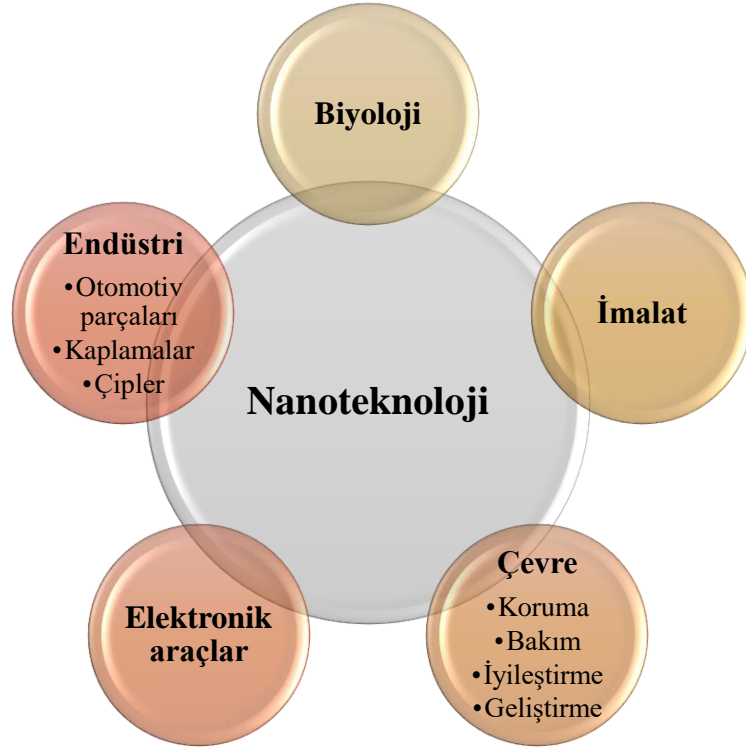 Biyoloji
Endüstri
•Otomotiv
parçaları
•Kaplamalar
•Çipler
İmalat
Nanoteknoloji
Elektronik
araçlar
Çevre
•Koruma
•Bakım
•İyileştirme
•Geliştirme